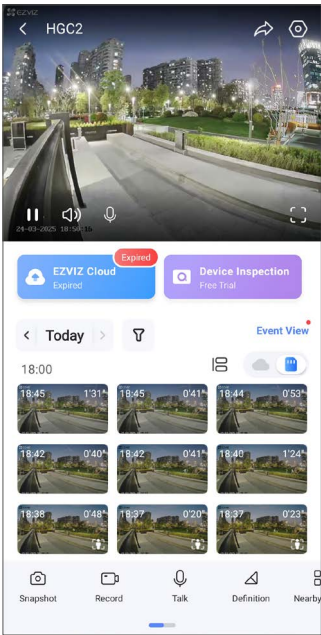 EZVIZ
HGC2
24-03-2025 18:50:16
Expired
EZVIZ Cloud
Expired
Device Inspection
Free Trial
Today
Event View
18:00
18:45 1'31"
18:45 0'41"
18:44 0'53"
18:42 0'40"
18:42 0'41"
18:40 1'24"
18:38 0'48"
18:37 0'20"
18:37 0'23"
Snapshot
Record
Talk
Definition
Nearby